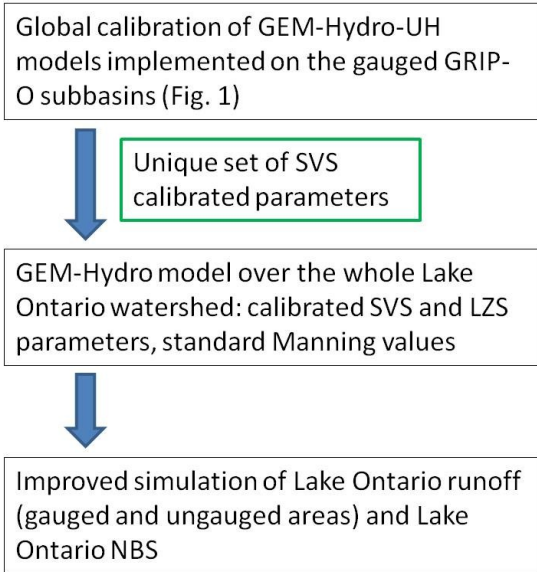 Global calibration of GEM-Hydro-UH
models implemented on the gauged GRIP-
O subbasins (Fig. 1)
Unique set of SVS
calibrated parameters
GEM-Hydro model over the whole Lake
Ontario watershed: calibrated SVS and LZS
parameters, standard Manning values
Improved simulation of Lake Ontario runoff
(gauged and ungauged areas) and Lake
Ontario NBS